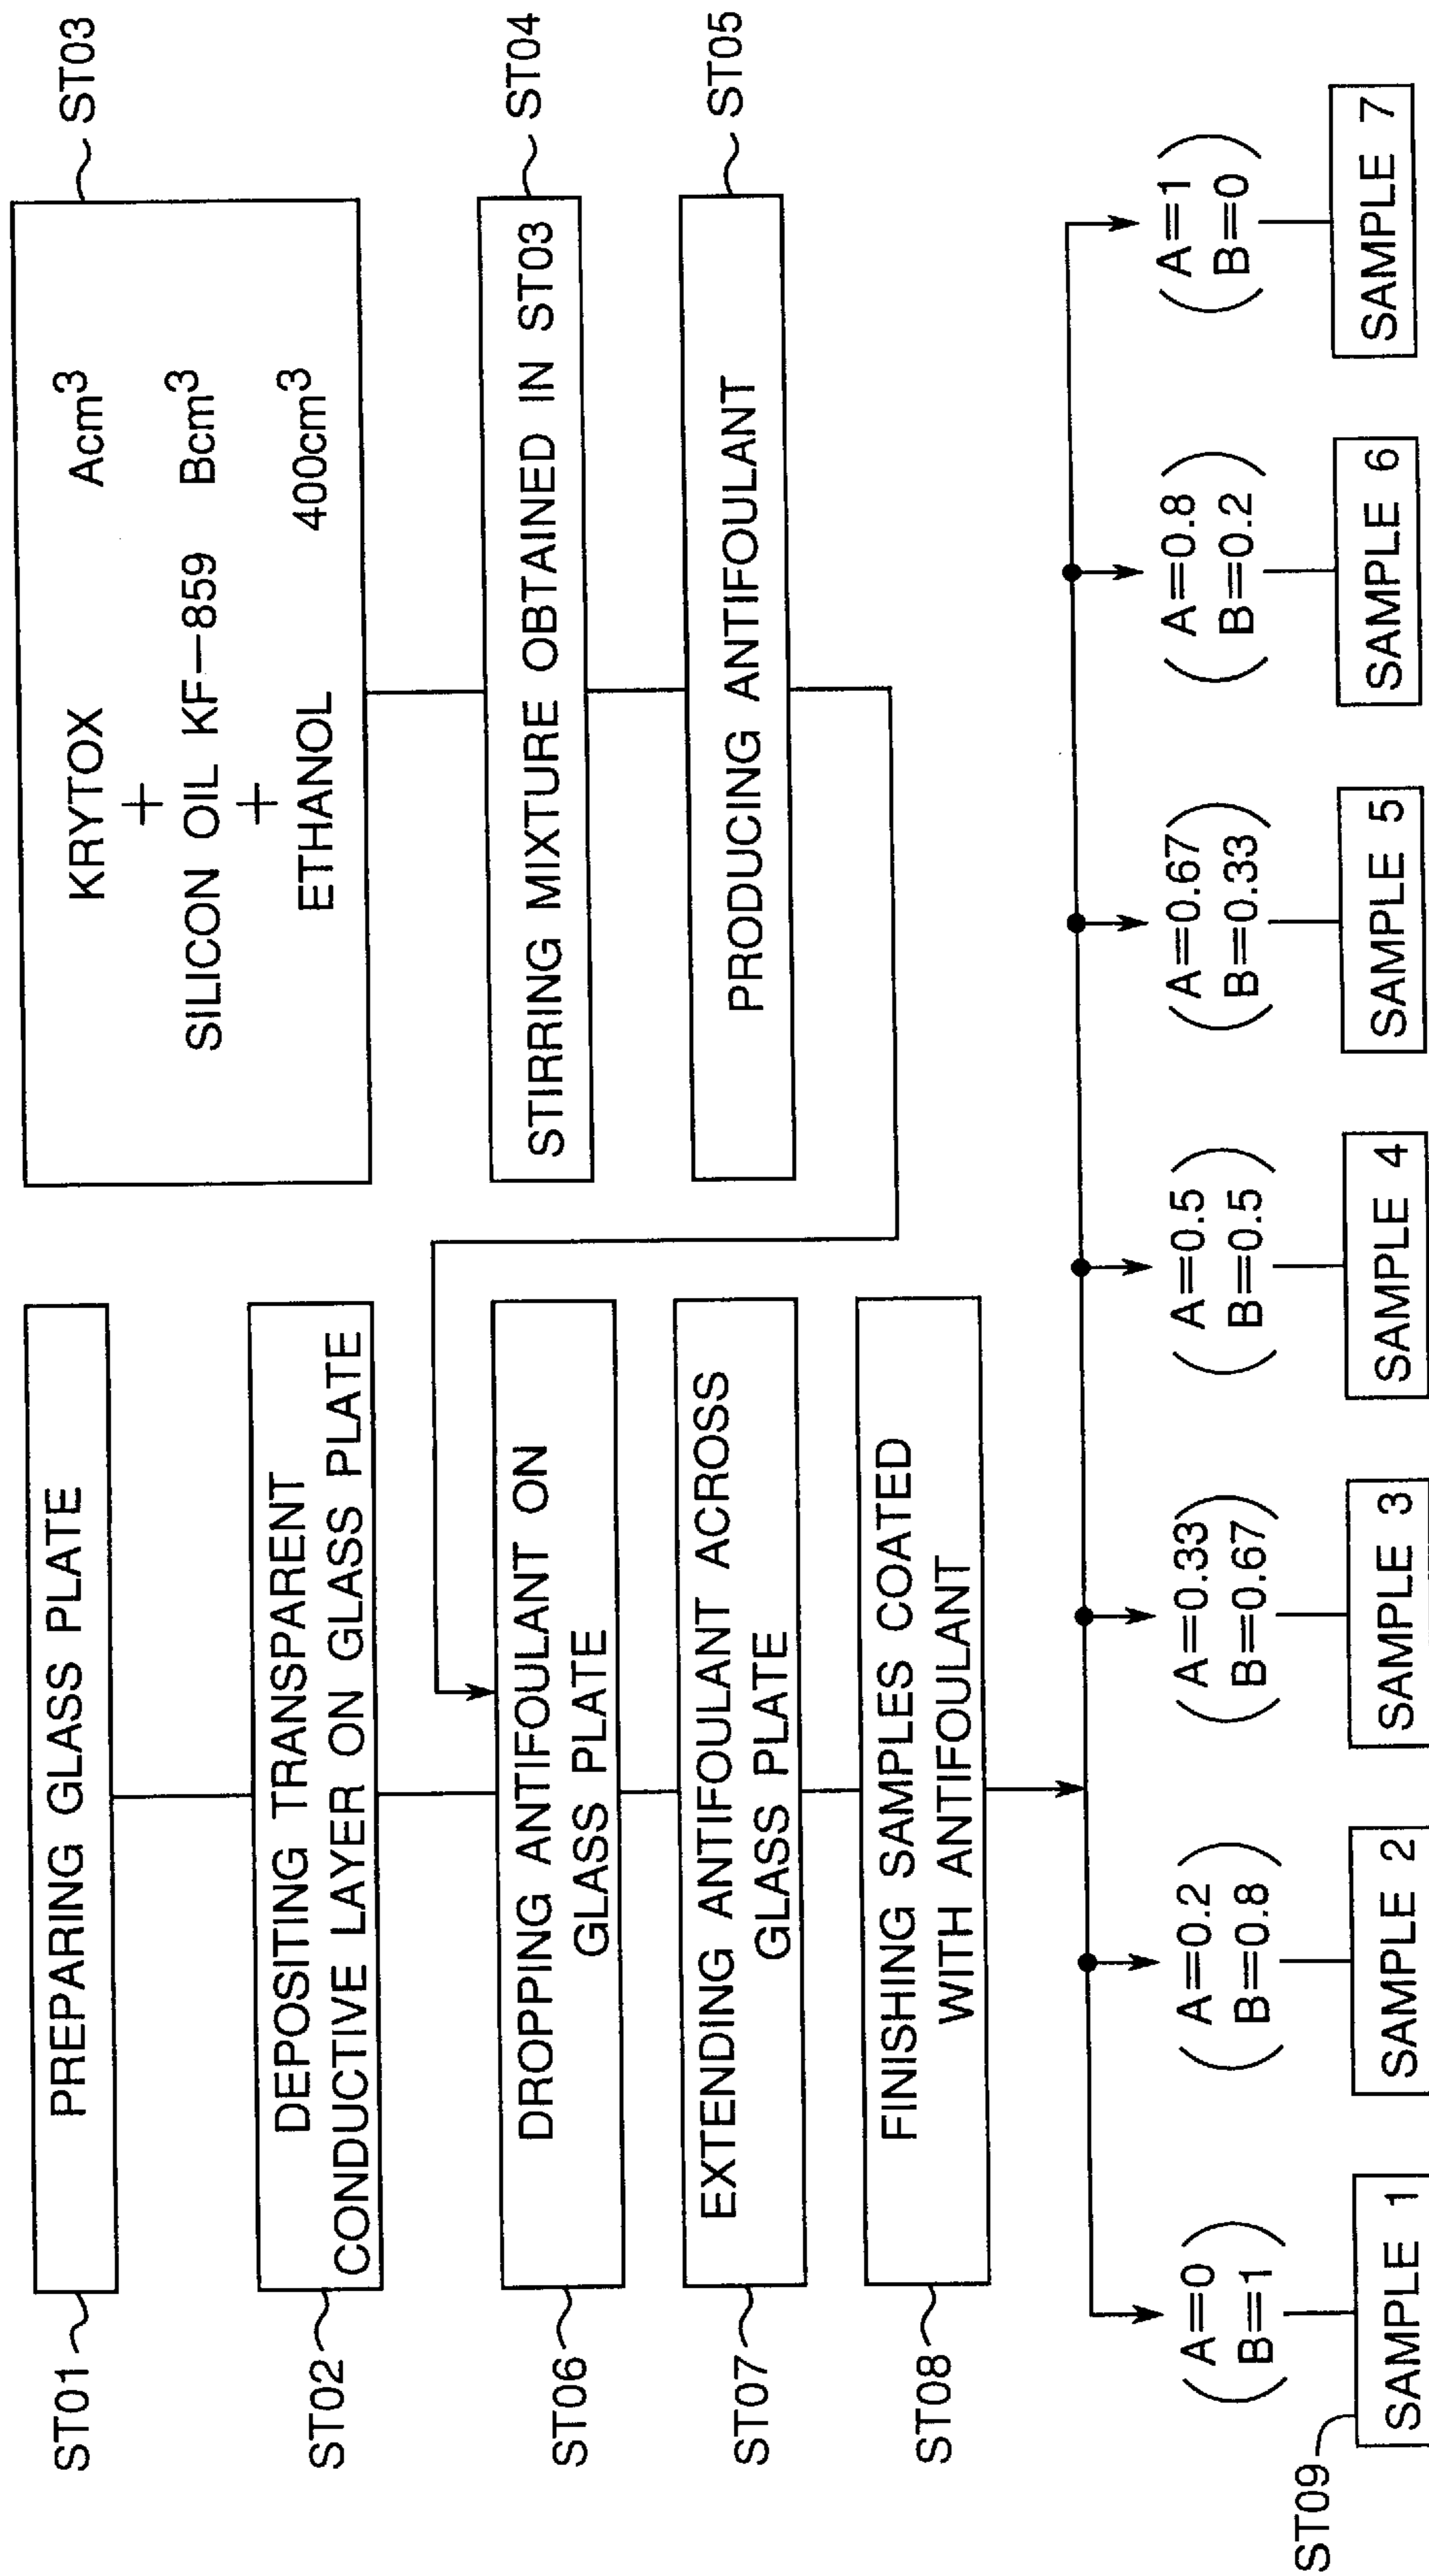 ST01
PREPARING GLASS PLATE
ST02
DEPOSITING TRANSPARENT
CONDUCTIVE LAYER ON GLASS PLATE
ST03
KRYTOX Acm³
+
SILICON OIL KF-859 Bcm³
+
ETHANOL 400cm³
ST04
STIRRING MIXTURE OBTAINED IN ST03
ST05
PRODUCING ANTIFOULANT
ST06
DROPPING ANTIFOULANT ON
GLASS PLATE
ST07
EXTENDING ANTIFOULANT ACROSS
GLASS PLATE
ST08
FINISHING SAMPLES COATED
WITH ANTIFOULANT
ST09
(A=0
B=1)
SAMPLE 1
(A=0.2
B=0.8)
SAMPLE 2
(A=0.33
B=0.67)
SAMPLE 3
(A=0.5
B=0.5)
SAMPLE 4
(A=0.67
B=0.33)
SAMPLE 5
(A=0.8
B=0.2)
SAMPLE 6
(A=1
B=0)
SAMPLE 7